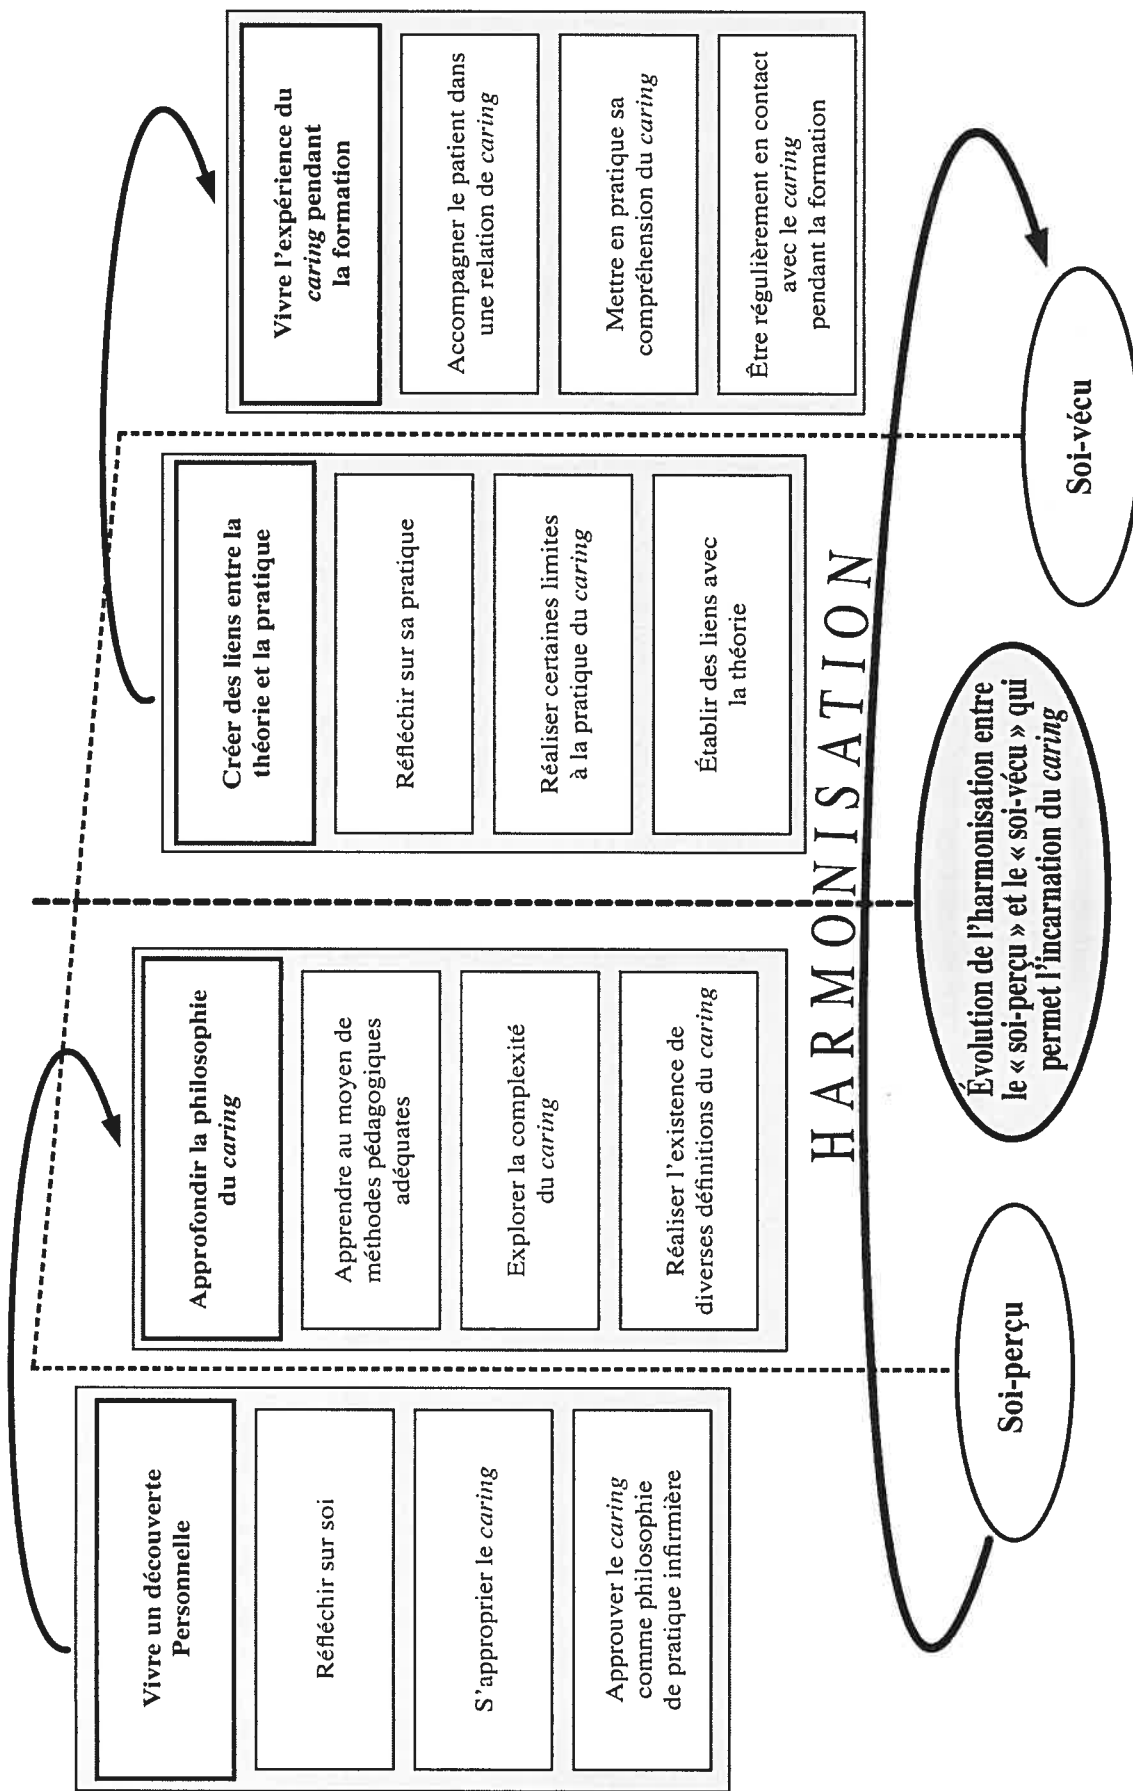 Vivre un découverte
Personnelle
Réfléchir sur soi
S'approprier le caring
Approuver le caring
comme philosophie
de pratique infirmière
Approfondir la philosophie
du caring
Apprendre au moyen de
méthodes pédagogiques
adéquates
Explorer la complexité
du caring
Réaliser l'existence de
diverses définitions du caring
Créer des liens entre la
théorie et la pratique
Réfléchir sur sa pratique
Réaliser certaines limites
à la pratique du caring
Établir des liens avec
la théorie
Vivre l'expérience du
caring pendant
la formation
Accompagner le patient dans
une relation de caring
Mettre en pratique sa
compréhension du caring
Être régulièrement en contact
avec le caring
pendant la formation
HARMONISATION
Soi-perçu
Évolution de l'harmonisation entre
le « soi-perçu » et le « soi-vécu » qui
permet l'incarnation du caring
Soi-vécu